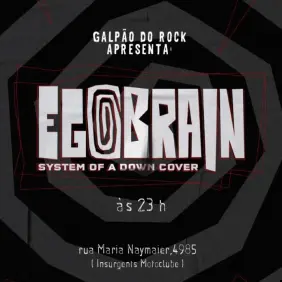 GALPÃO DO ROCK
APRESENTA:
EGOBRAIN
SYSTEM OF A DOWN COVER
às 23 h
rua Maria Naymaier,4985
( Insurgents Motoclube )